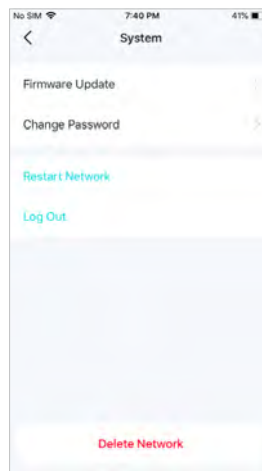 No SIM 7:40 PM 41%
System
Firmware Update
Change Password
Restart Network
Log Out
Delete Network